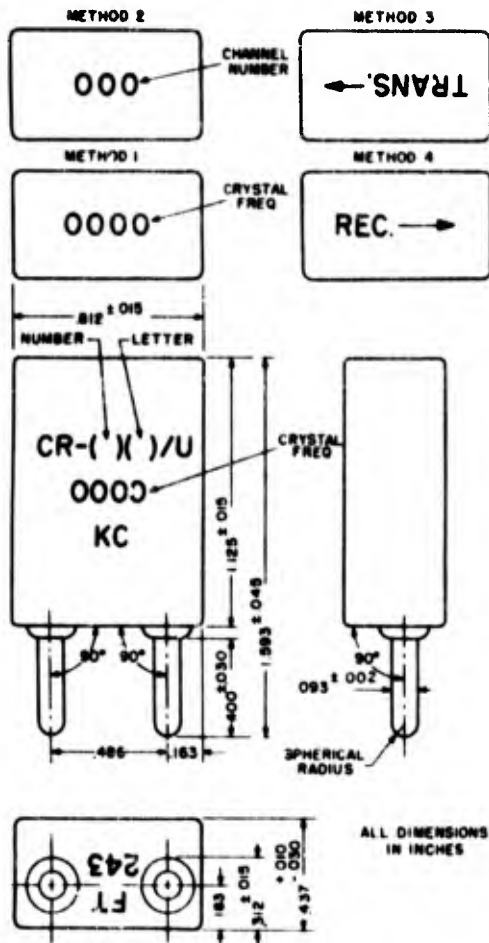 METHOD 2
METHOD 3
000
CHANNEL
NUMBER
TRANS.
METHOD 1
METHOD 4
0000
CRYSTAL
FREQ
REC.
.812 ±.015
NUMBER
LETTER
CR-( )( )/U
0000
CRYSTAL
FREQ
KC
1.125 ±.015
1.593 ±.045
90°
90°
.400 ±.030
90°
.093 ±.002
.486
.163
SPHERICAL
RADIUS
FT
243
.163
.312 ±.015
.437 +.010 -.030
ALL DIMENSIONS
IN INCHES